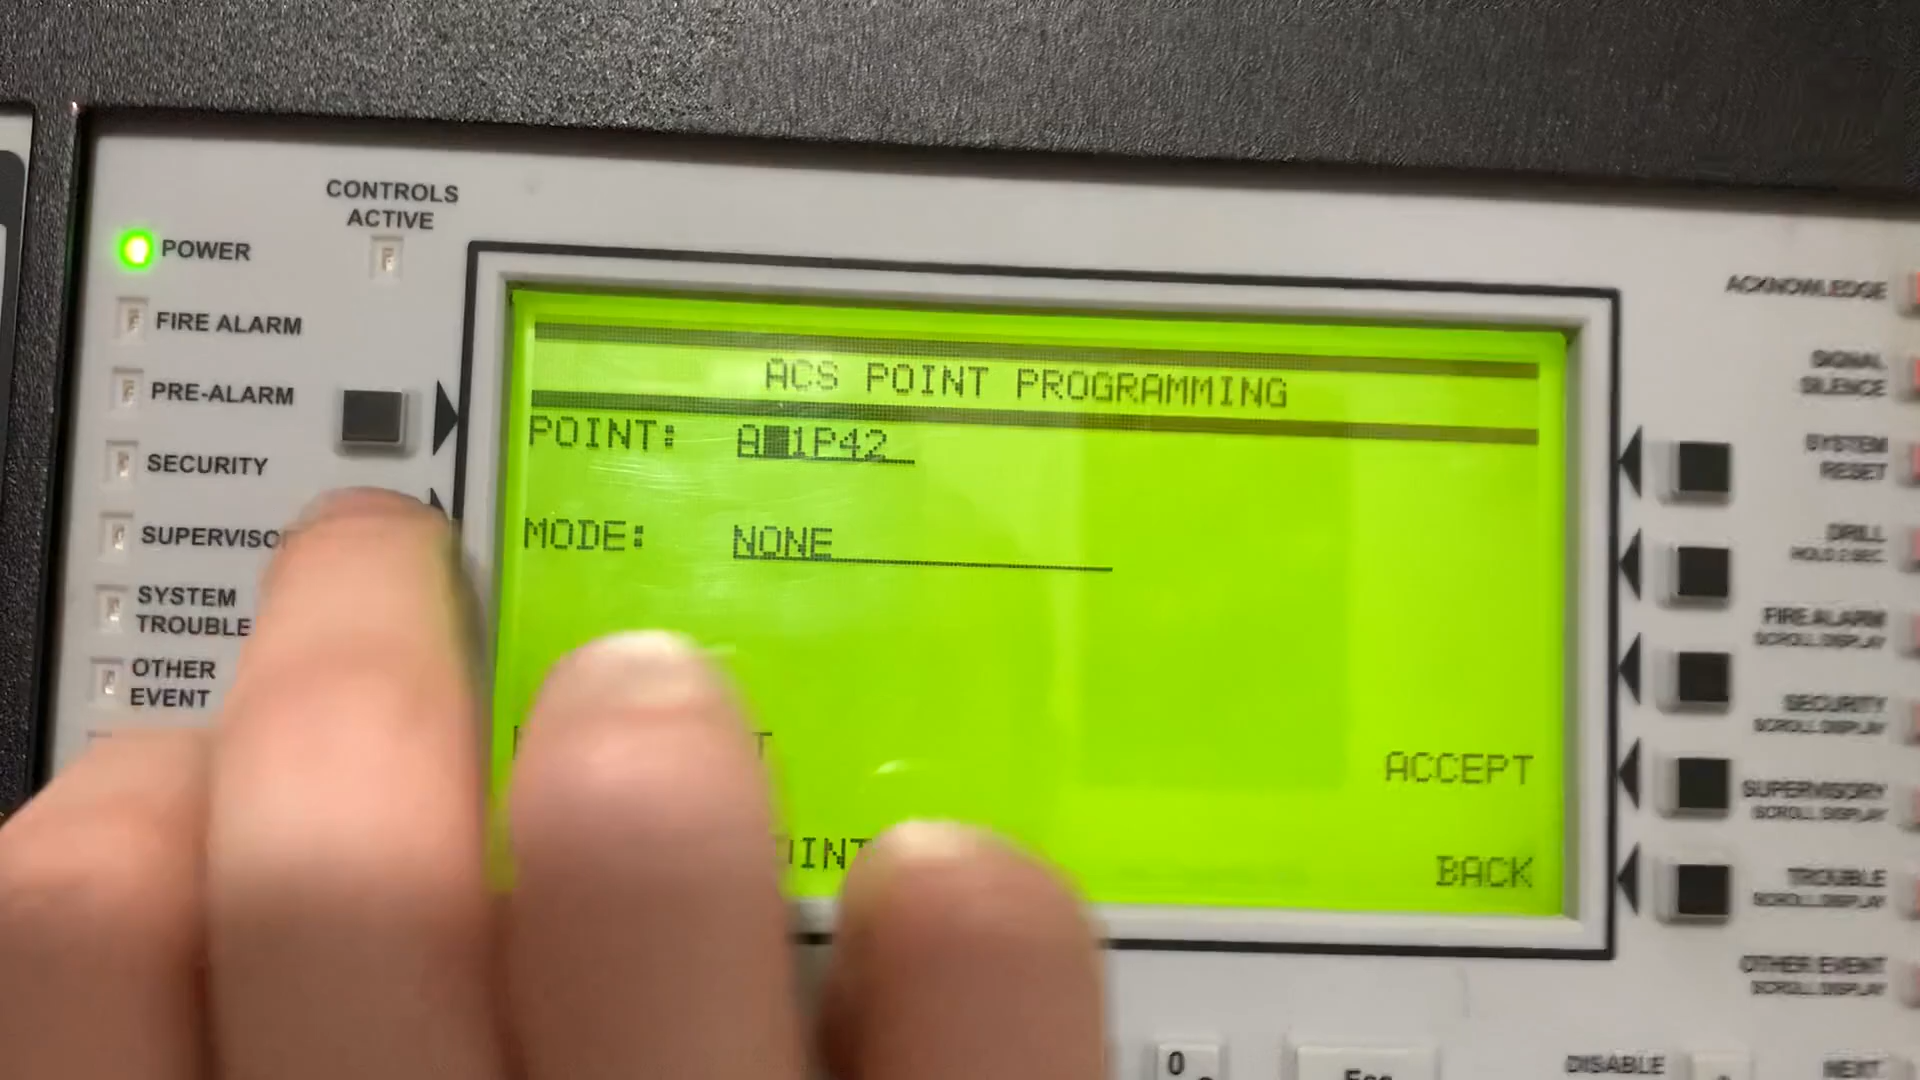 CONTROLS
ACTIVE
POWER
FIRE ALARM
PRE-ALARM
SECURITY
SYSTEM
TROUBLE
OTHER
EVENT
ACS POINT PROGRAMMING
POINT: A 1P42
MODE: NONE
ACCEPT
BACK
ACKNOWLEDGE
SIGNAL
SILENCE
SYSTEM
RESET
DRILL
HOLD 2 SEC.
FIRE ALARM
SCROLL DISPLAY
SECURITY
SCROLL DISPLAY
SUPERVISORY
SCROLL DISPLAY
TROUBLE
SCROLL DISPLAY
OTHER EVENT
SCROLL DISPLAY
0
Esc
DISABLE
NEXT